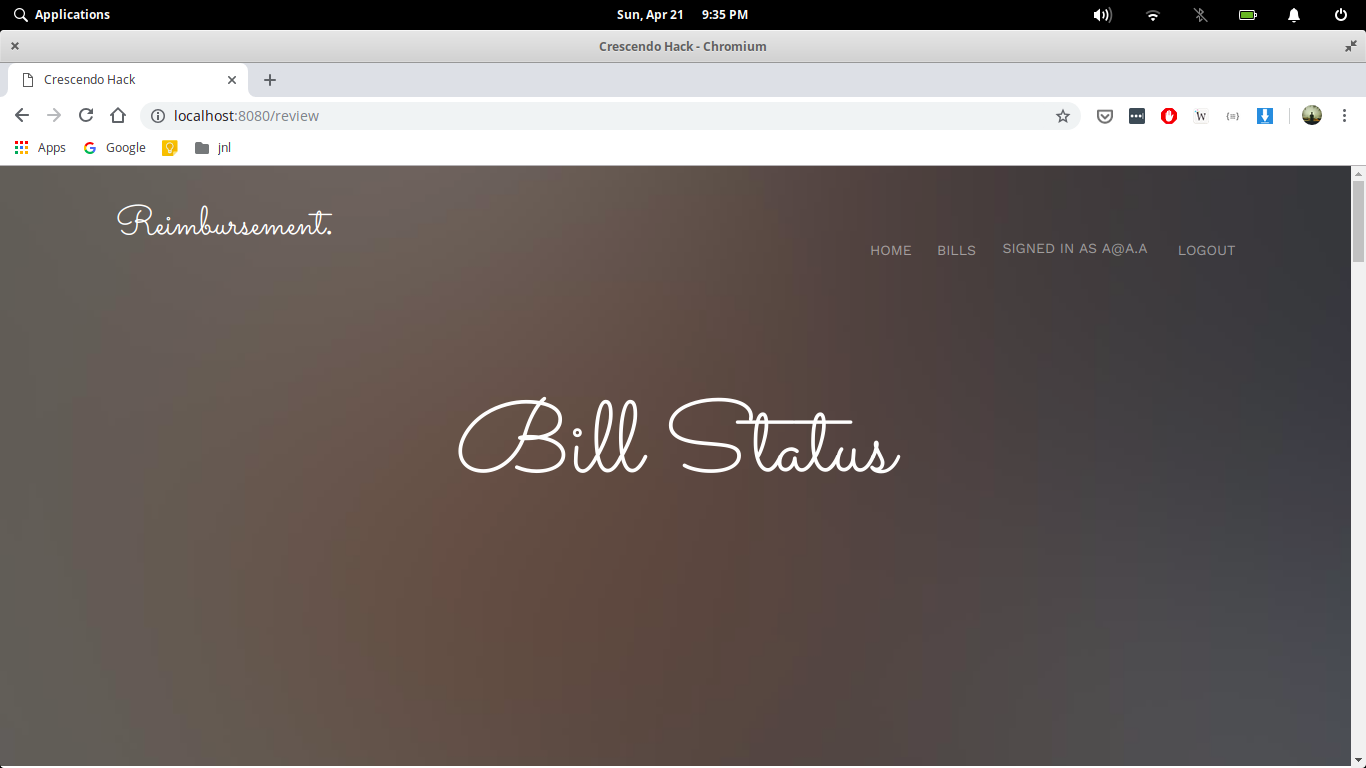 Applications
Sun, Apr 21 9:35 PM
Crescendo Hack - Chromium
Crescendo Hack
localhost:8080/review
Apps Google jnl
Reimbursement.
HOME BILLS SIGNED IN AS A@A.A LOGOUT
Bill Status